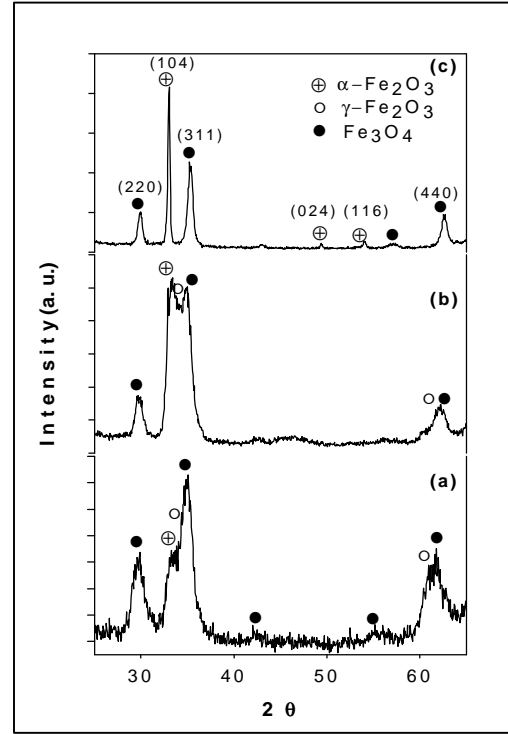 (c)
(104)
α–Fe2O3
γ–Fe2O3
Fe3O4
(311)
(220)
(024)
(116)
(440)
(b)
(a)
Intensity (a. u.)
30 40 50 60
2 θ